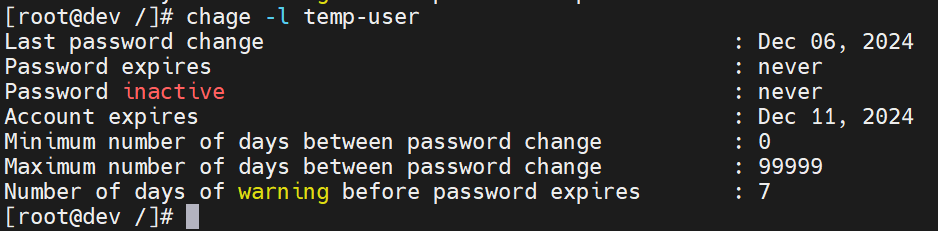 [root@dev /]# chage -l temp-user
Last password change : Dec 06, 2024
Password expires : never
Password inactive : never
Account expires : Dec 11, 2024
Minimum number of days between password change : 0
Maximum number of days between password change : 99999
Number of days of warning before password expires : 7
[root@dev /]#